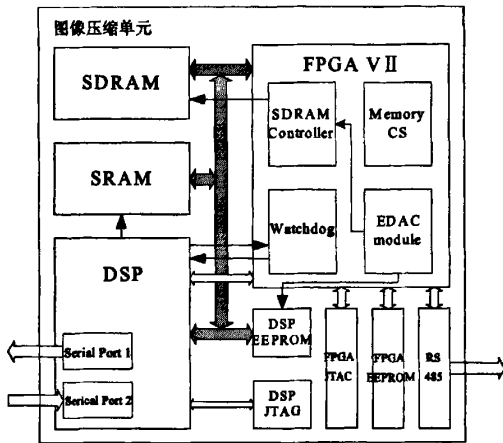 图像压缩单元
SDRAM
FPGA VⅡ
SDRAM
Controller
Memory
CS
SRAM
Watchdog
EDAC
module
DSP
Serial Port 1
Serical Port 2
DSP
EEPROM
DSP
JTAG
FPGA
JTAC
FPGA
EEPROM
RS
485